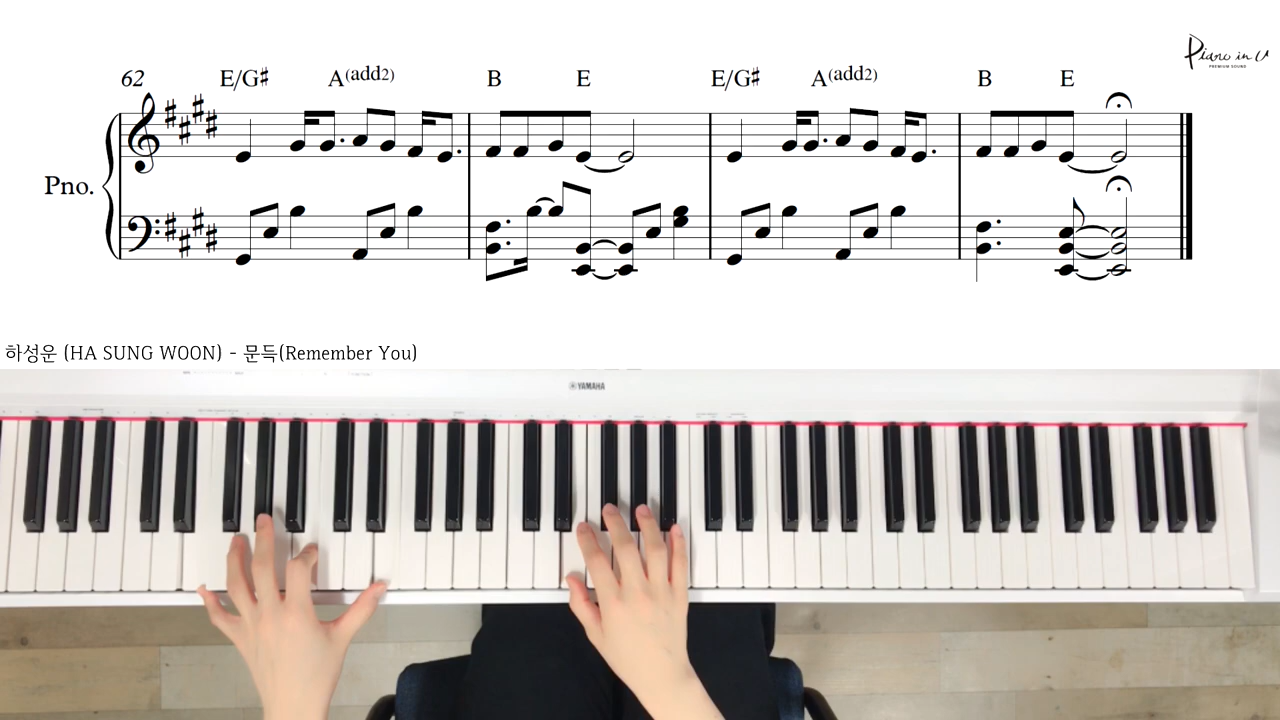 Piano in U
PREMIUM SOUND
62 E/G# A(add2) B E E/G# A(add2) B E
Pno.
하성운 (HA SUNG WOON) - 문득(Remember You)
YAMAHA